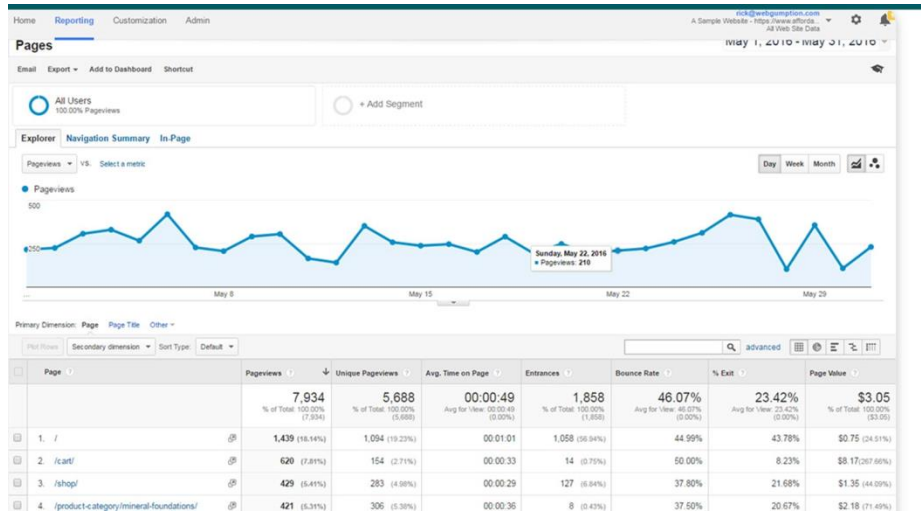 Home Reporting Customization Admin
rick@webgumption.com
A Sample Website - https://www.afforda...
All Web Site Data
Pages
May 1, 2016 - May 31, 2016
Email Export Add to Dashboard Shortcut
All Users
100.00% Pageviews
+ Add Segment
Explorer Navigation Summary In-Page
Pageviews VS. Select a metric
Day Week Month
Pageviews
500
250
Sunday, May 22, 2016
Pageviews: 210
... May 8 May 15 May 22 May 29
Primary Dimension: Page Page Title Other
Plot Rows Secondary dimension Sort Type: Default advanced
Page Pageviews Unique Pageviews Avg. Time on Page Entrances Bounce Rate % Exit Page Value
7,934 5,688 00:00:49 1,858 46.07% 23.42% $3.05
% of Total: 100.00% % of Total: 100.00% Avg for View: 00:00:49 % of Total: 100.00% Avg for View: 46.07% Avg for View: 23.42% % of Total: 100.00%
(7,934) (5,688) (0.00%) (1,858) (0.00%) (0.00%) ($3.05)
1. / 1,439 (18.14%) 1,094 (19.23%) 00:01:01 1,058 (56.94%) 44.99% 43.78% $0.75 (24.51%)
2. /cart/ 620 (7.81%) 154 (2.71%) 00:00:33 14 (0.75%) 50.00% 8.23% $8.17(267.66%)
3. /shop/ 429 (5.41%) 283 (4.98%) 00:00:29 127 (6.84%) 37.80% 21.68% $1.35 (44.09%)
4. /product-category/mineral-foundations/ 421 (5.31%) 306 (5.38%) 00:00:36 8 (0.43%) 37.50% 20.67% $2.18 (71.49%)